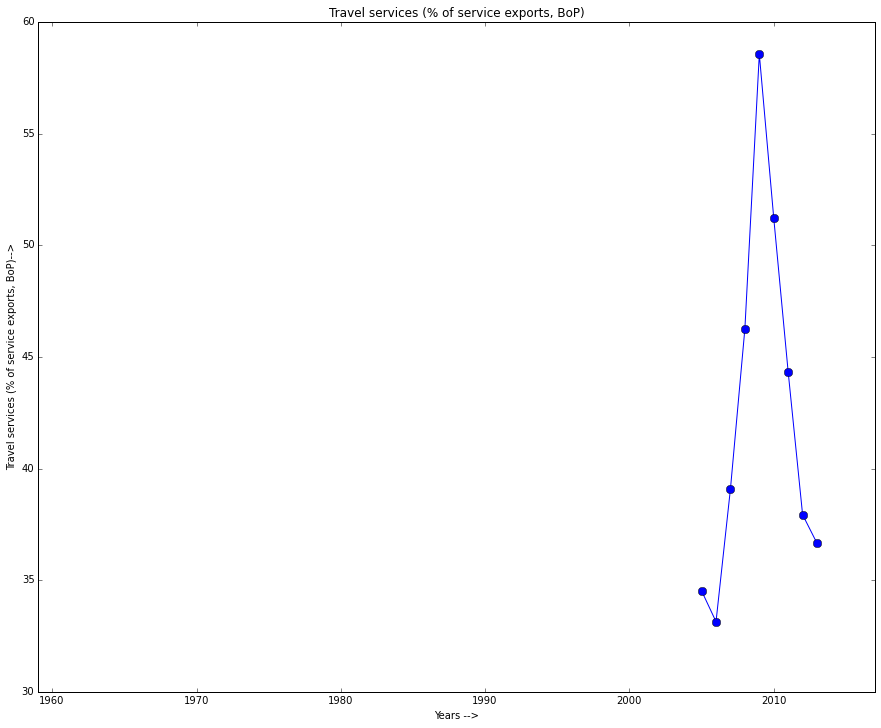 Travel services (% of service exports, BoP)
60
55
50
45
40
35
30
Travel services (% of service exports, BoP)-->
1960 1970 1980 1990 2000 2010
Years -->